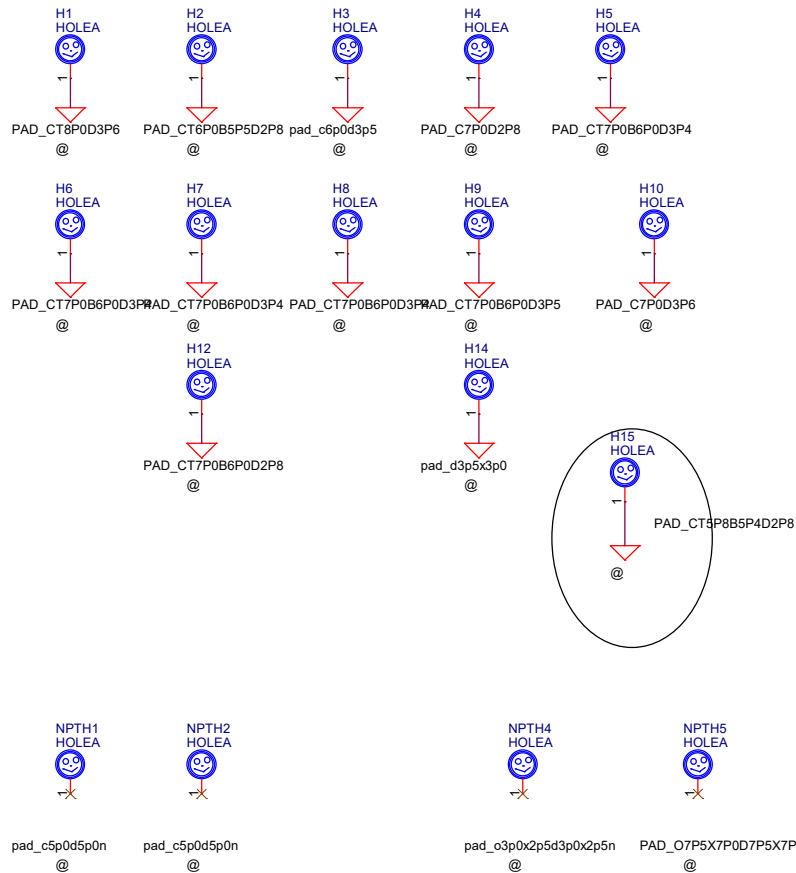 H1 H2 H3 H4 H5
HOLEA HOLEA HOLEA HOLEA HOLEA
1 1 1 1 1
PAD_CT8P0D3P6 PAD_CT6P0B5P5D2P8 pad_c6p0d3p5 PAD_C7P0D2P8 PAD_CT7P0B6P0D3P4
@ @ @ @ @
H6 H7 H8 H9 H10
HOLEA HOLEA HOLEA HOLEA HOLEA
1 1 1 1 1
PAD_CT7P0B6P0D3P4 PAD_CT7P0B6P0D3P4 PAD_CT7P0B6P0D3P4 PAD_CT7P0B6P0D3P5 PAD_C7P0D3P6
@ @ @ @ @
H12 H14
HOLEA HOLEA
1 1
PAD_CT7P0B6P0D2P8 pad_d3p5x3p0
@ @
H15
HOLEA
1
PAD_CT5P8B5P4D2P8
@
NPTH1 NPTH2 NPTH4 NPTH5
HOLEA HOLEA HOLEA HOLEA
1 1 1 1
pad_c5p0d5p0n pad_c5p0d5p0n pad_o3p0x2p5d3p0x2p5n PAD_O7P5X7P0D7P5X7P
@ @ @ @